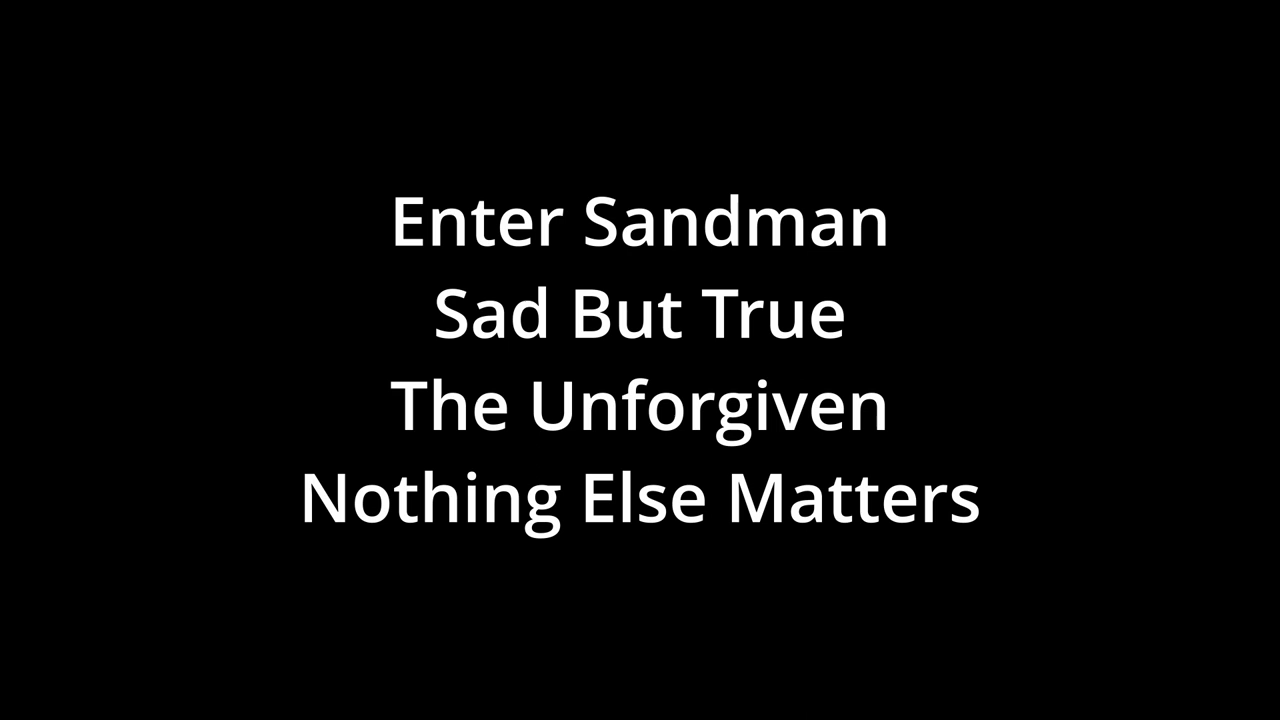 Enter Sandman
Sad But True
The Unforgiven
Nothing Else Matters